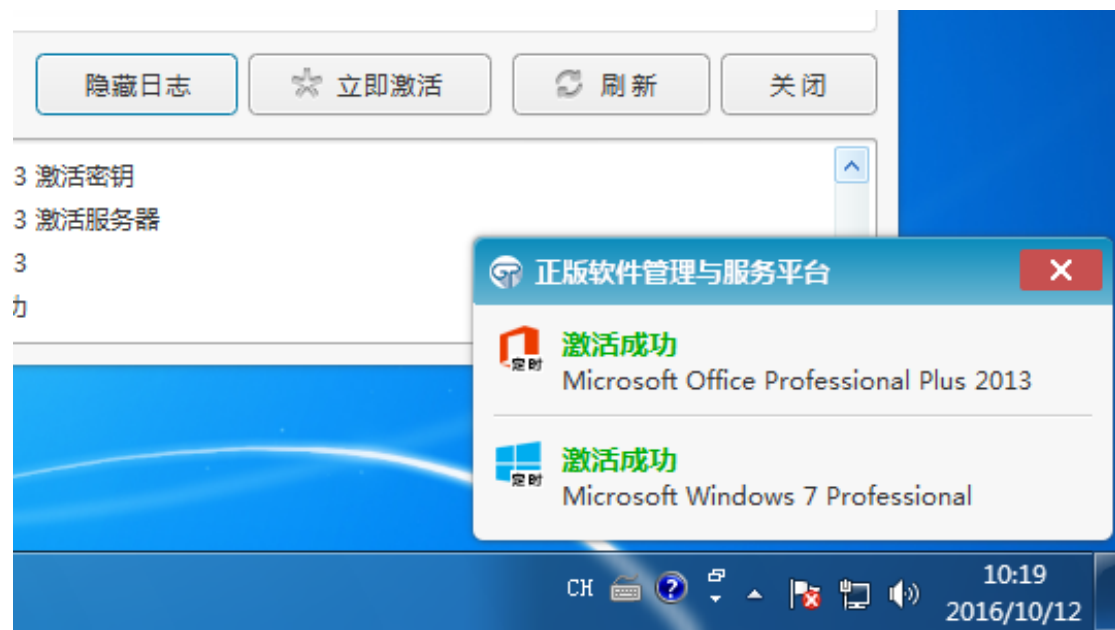 隐藏日志 立即激活 刷新 关闭
3 激活密钥
3 激活服务器
3
功
正版软件管理与服务平台
定时
激活成功
Microsoft Office Professional Plus 2013
定时
激活成功
Microsoft Windows 7 Professional
CH
10:19
2016/10/12